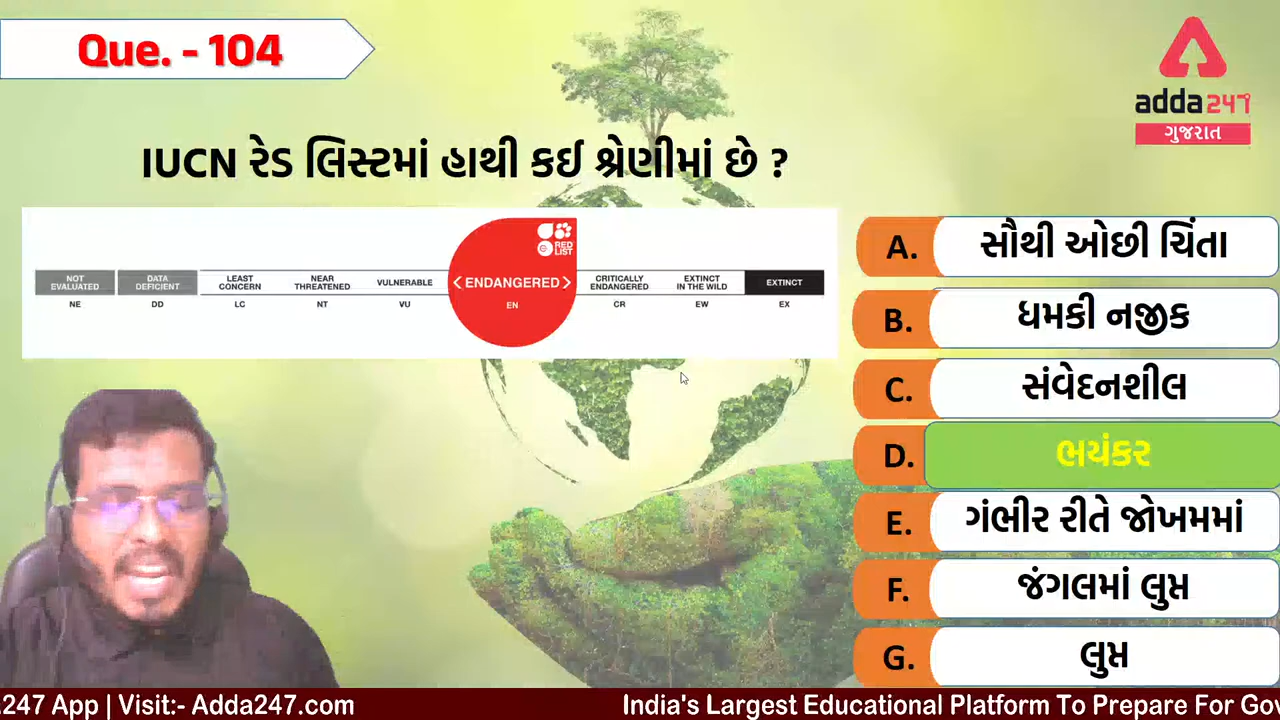 Que. - 104
adda247
ગુજરાત
IUCN રેડ લિસ્ટમાં હાથી કઈ શ્રેણીમાં છે ?
RED LIST
NOT EVALUATED
DATA DEFICIENT
LEAST CONCERN
NEAR THREATENED
VULNERABLE
<ENDANGERED>
CRITICALLY ENDANGERED
EXTINCT IN THE WILD
EXTINCT
NE
DD
LC
NT
VU
EN
CR
EW
EX
A. સૌથી ઓછી ચિંતા
B. ધમકી નજીક
C. સંવેદનશીલ
D. ભયંકર
E. ગંભીર રીતે જોખમમાં
F. જંગલમાં લુપ્ત
G. લુપ્ત
.247 App | Visit:- Adda247.com
India's Largest Educational Platform To Prepare For Gov